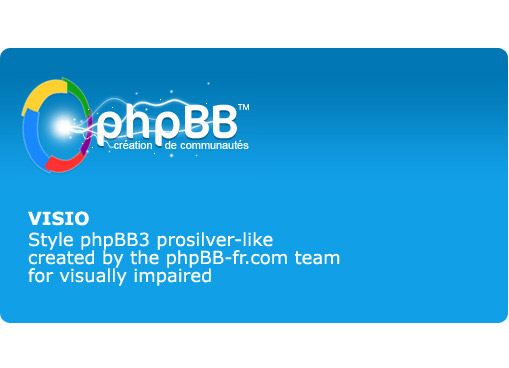 phpBB™
création de communautés
VISIO
Style phpBB3 prosilver-like
created by the phpBB-fr.com team
for visually impaired